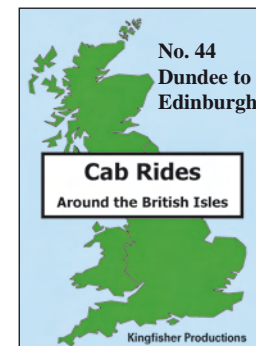 No. 44
Dundee to
Edinburgh
Cab Rides
Around the British Isles
Kingfisher Productions